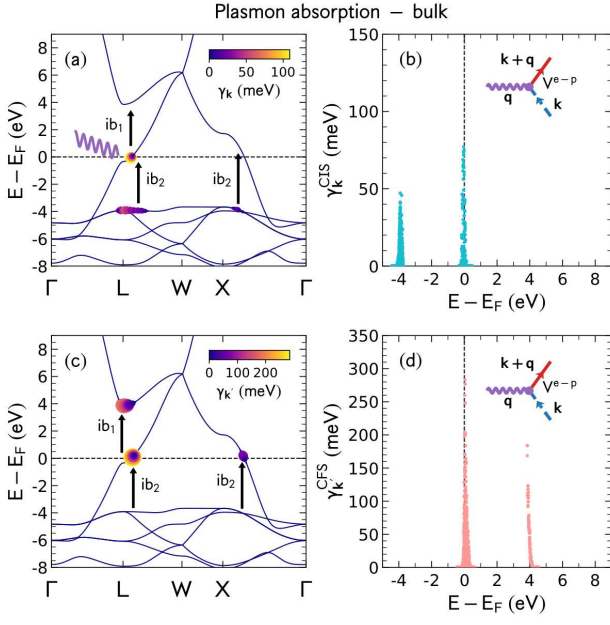 Plasmon absorption – bulk
(a)
0 50 100
γk (meV)
E − EF (eV)
8
6
4
2
0
-2
-4
-6
-8
ib1
ib2
ib2
Γ L W X Γ
(b)
k + q
Ve−p
q
k
γkCIS (meV)
150
100
50
0
-4 -2 0 2 4 6 8
E − EF (eV)
(c)
0 200
γk′ (meV)
E − EF (eV)
8
6
4
2
0
-2
-4
-6
-8
ib1
ib2
ib2
Γ L W X Γ
(d)
k + q
Ve−p
q
k
γk′CFS (meV)
350
300
250
200
150
100
50
0
-4 -2 0 2 4 6 8
E − EF (eV)